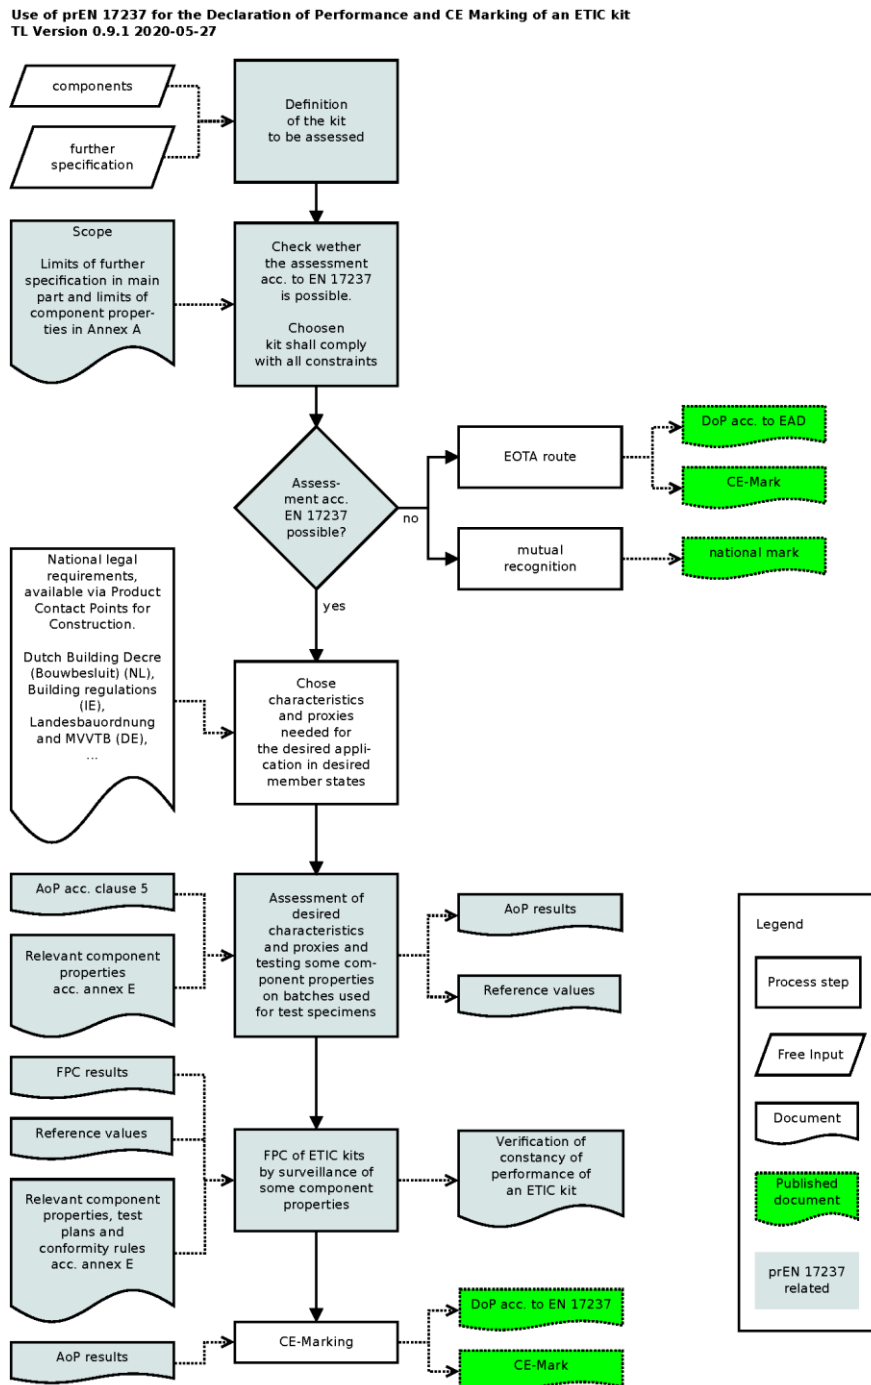 Use of prEN 17237 for the Declaration of Performance and CE Marking of an ETIC kit
TL Version 0.9.1 2020-05-27
components
further
specification
Definition
of the kit
to be assessed
Scope
Limits of further
specification in main
part and limits of
component proper-
ties in Annex A
Check wether
the assessment
acc. to EN 17237
is possible.
Choosen
kit shall comply
with all constraints
Assess-
ment acc.
EN 17237
possible?
no
yes
EOTA route
DoP acc. to EAD
CE-Mark
mutual
recognition
national mark
National legal
requirements,
available via Product
Contact Points for
Construction.
Dutch Building Decre
(Bouwbesluit) (NL),
Building regulations
(IE),
Landesbauordnung
and MVVTB (DE),
...
Chose
characteristics
and proxies
needed for
the desired appli-
cation in desired
member states
AoP acc. clause 5
Relevant component
properties
acc. annex E
Assessment of
desired
characteristics
and proxies and
testing some com-
ponent properties
on batches used
for test specimens
AoP results
Reference values
FPC results
Reference values
Relevant component
properties, test
plans and
conformity rules
acc. annex E
FPC of ETIC kits
by surveillance of
some component
properties
Verification of
constancy of
performance of
an ETIC kit
AoP results
CE-Marking
DoP acc. to EN 17237
CE-Mark
Legend
Process step
Free Input
Document
Published
document
prEN 17237
related